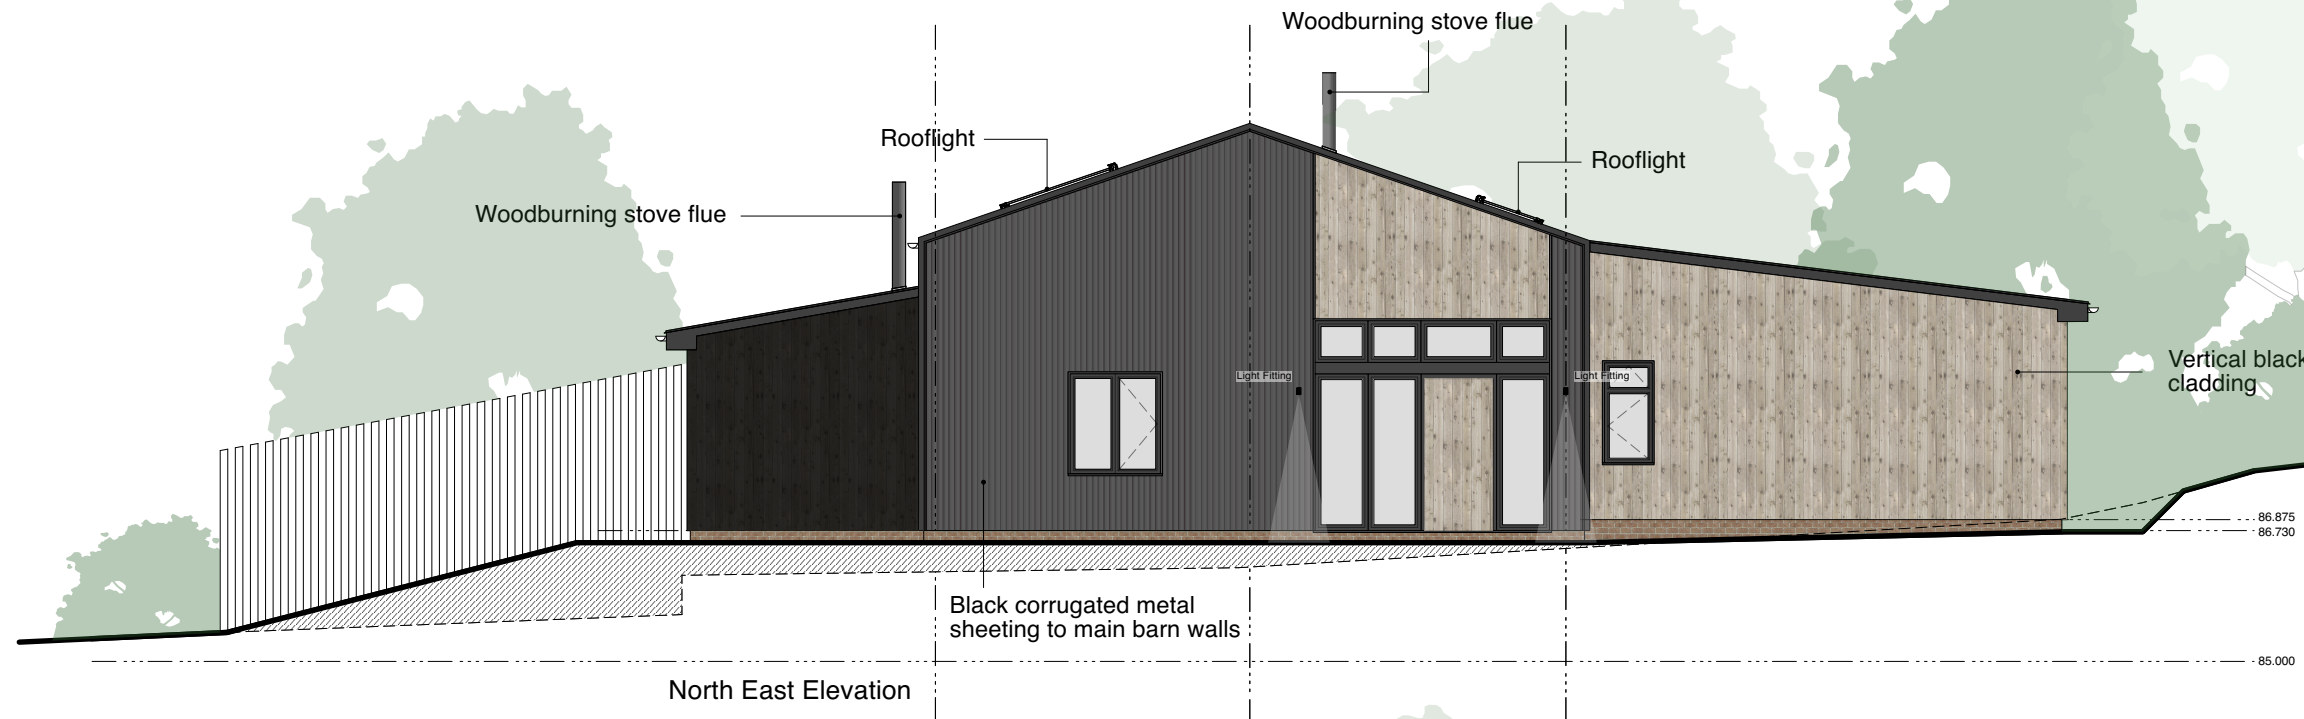 Woodburning stove flue
Rooflight
Rooflight
Woodburning stove flue
Light Fitting
Light Fitting
Vertical black
cladding
86.875
86.730
Black corrugated metal
sheeting to main barn walls
85.000
North East Elevation